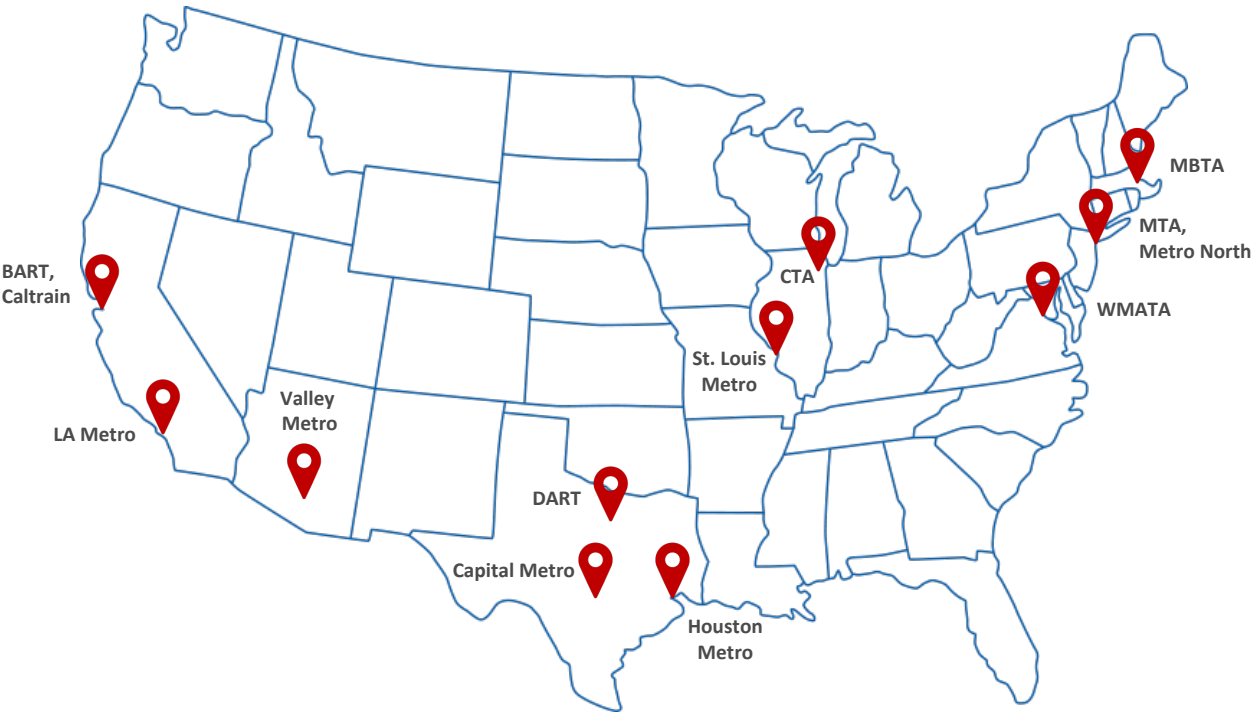 MBTA
MTA,
Metro North
BART,
Caltrain
CTA
WMATA
St. Louis
Metro
Valley
Metro
LA Metro
DART
Capital Metro
Houston
Metro